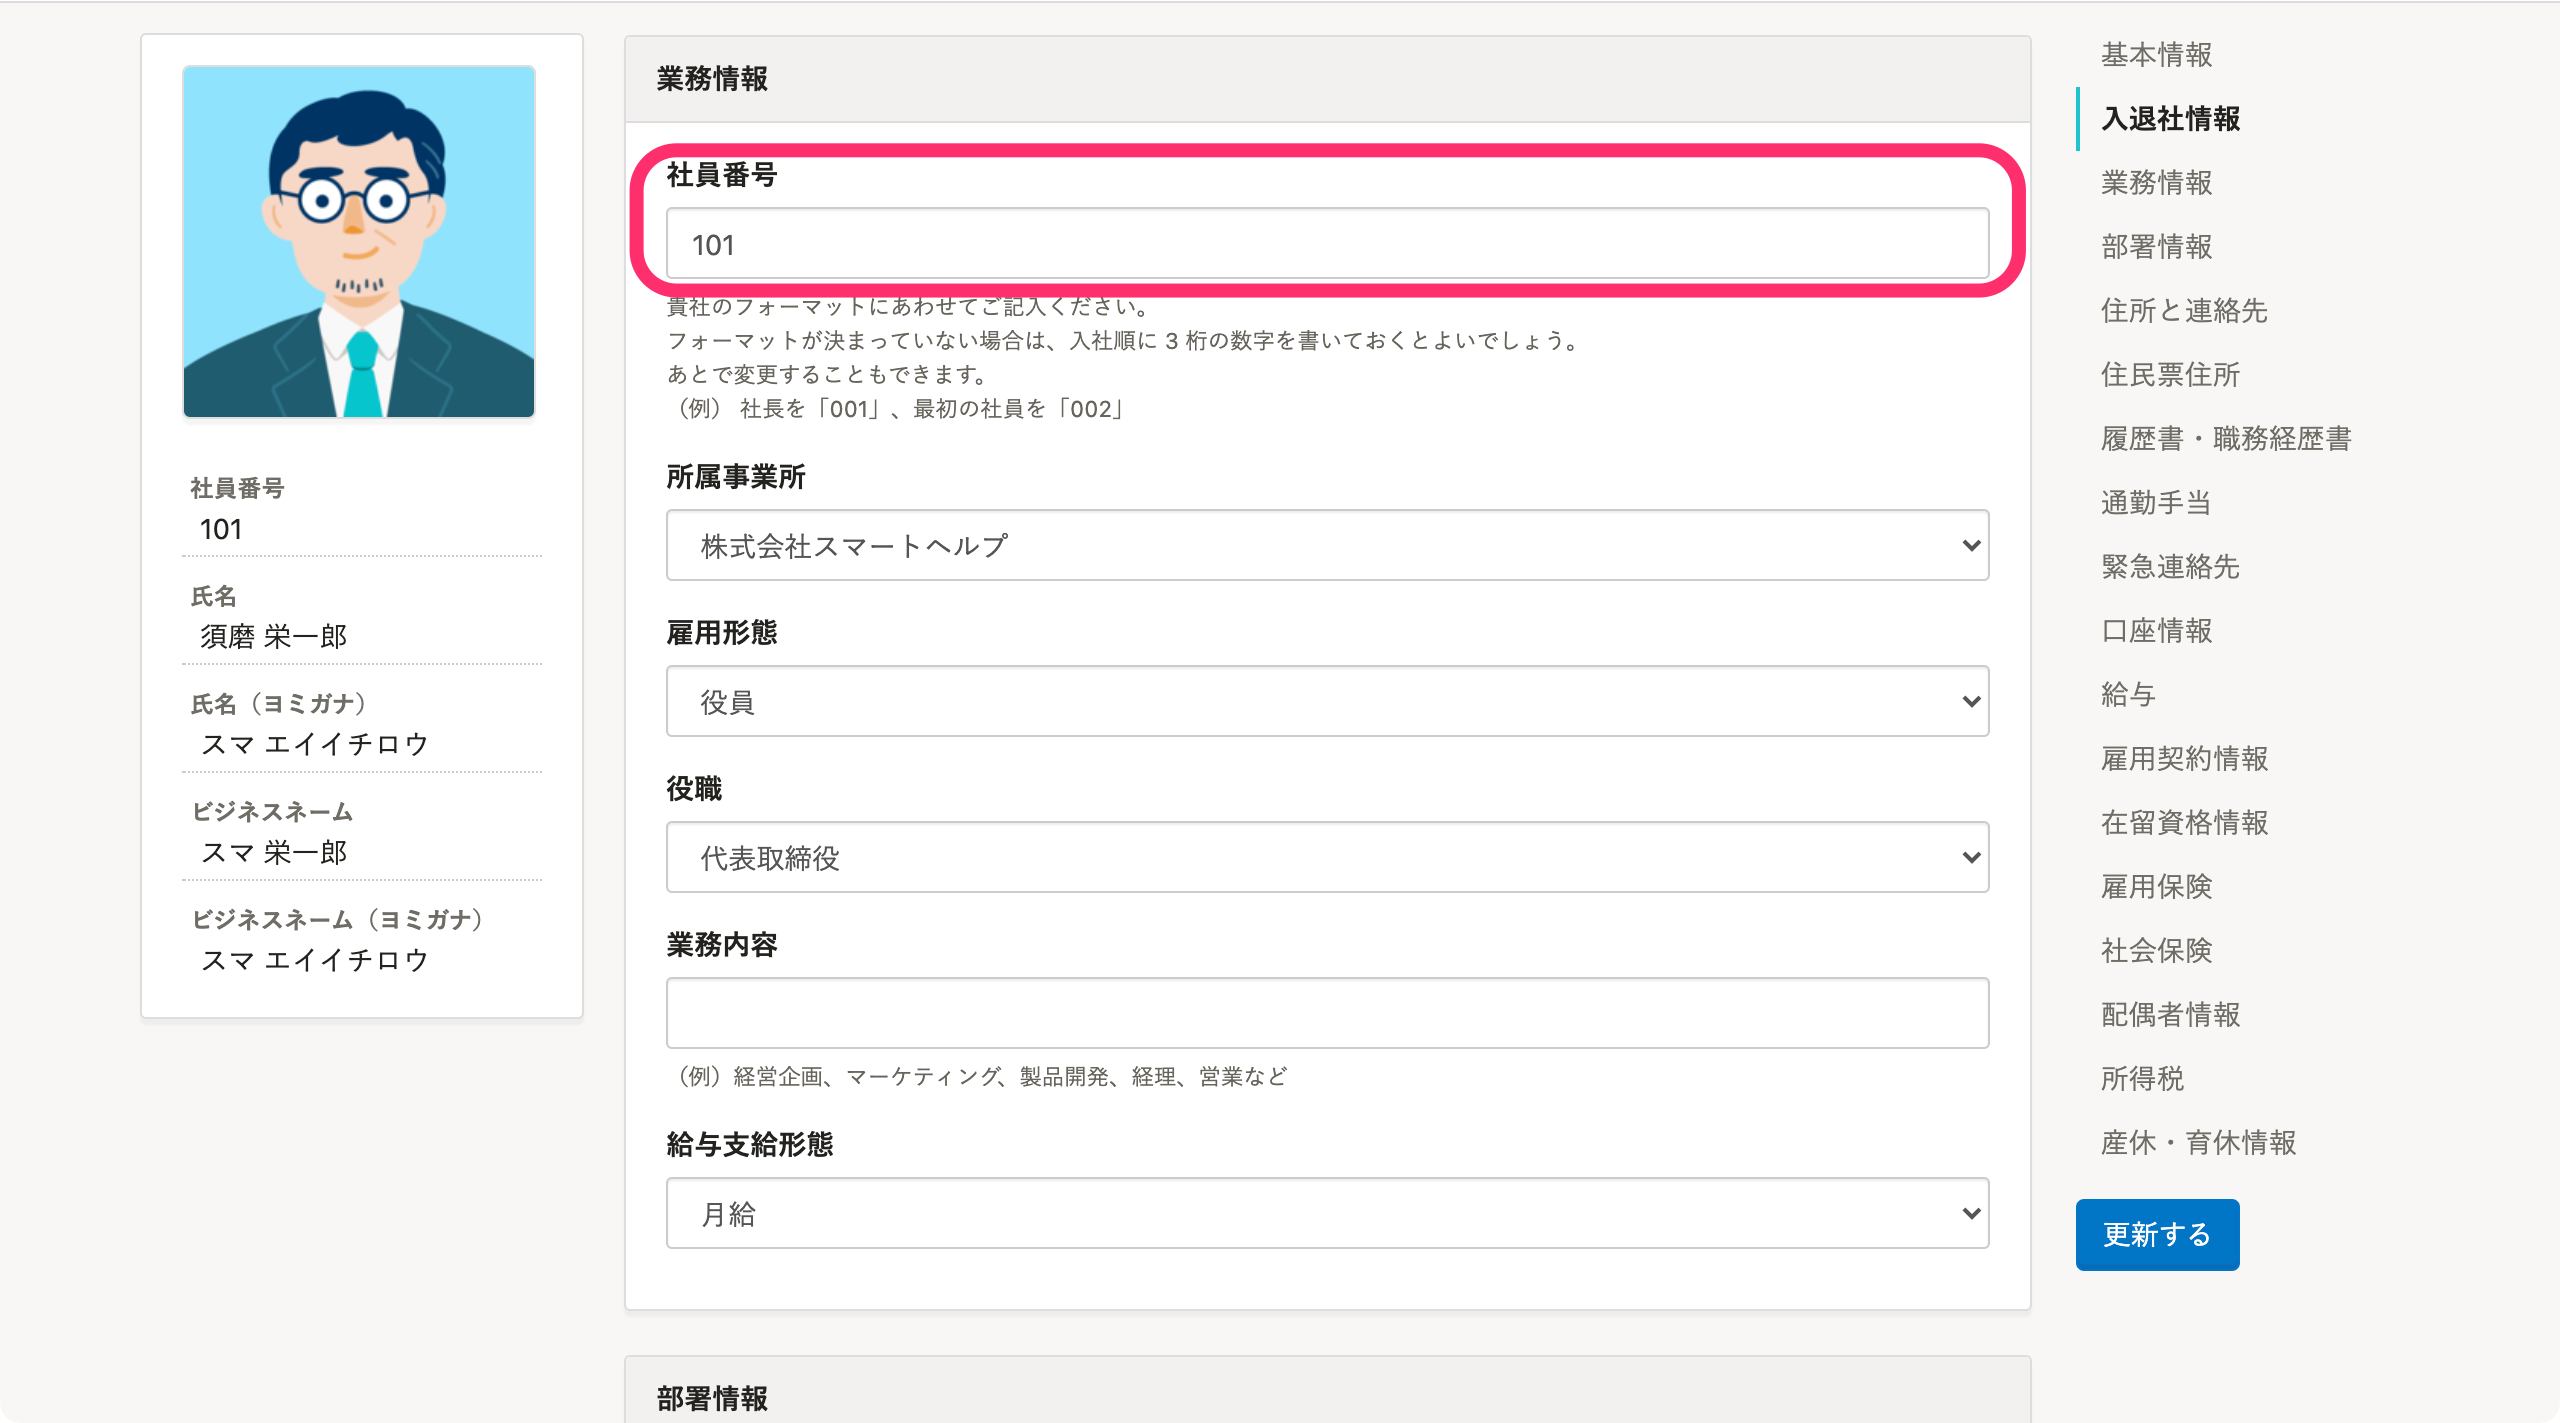 社員番号
101
氏名
須磨 栄一郎
氏名（ヨミガナ）
スマ エイイチロウ
ビジネスネーム
スマ 栄一郎
ビジネスネーム（ヨミガナ）
スマ エイイチロウ
業務情報
社員番号
101
貴社のフォーマットにあわせてご記入ください。
フォーマットが決まっていない場合は、入社順に 3 桁の数字を書いておくとよいでしょう。
あとで変更することもできます。
（例） 社長を「001」、最初の社員を「002」
所属事業所
株式会社スマートヘルプ
雇用形態
役員
役職
代表取締役
業務内容
（例）経営企画、マーケティング、製品開発、経理、営業など
給与支給形態
月給
部署情報
基本情報
入退社情報
業務情報
部署情報
住所と連絡先
住民票住所
履歴書・職務経歴書
通勤手当
緊急連絡先
口座情報
給与
雇用契約情報
在留資格情報
雇用保険
社会保険
配偶者情報
所得税
産休・育休情報
更新する